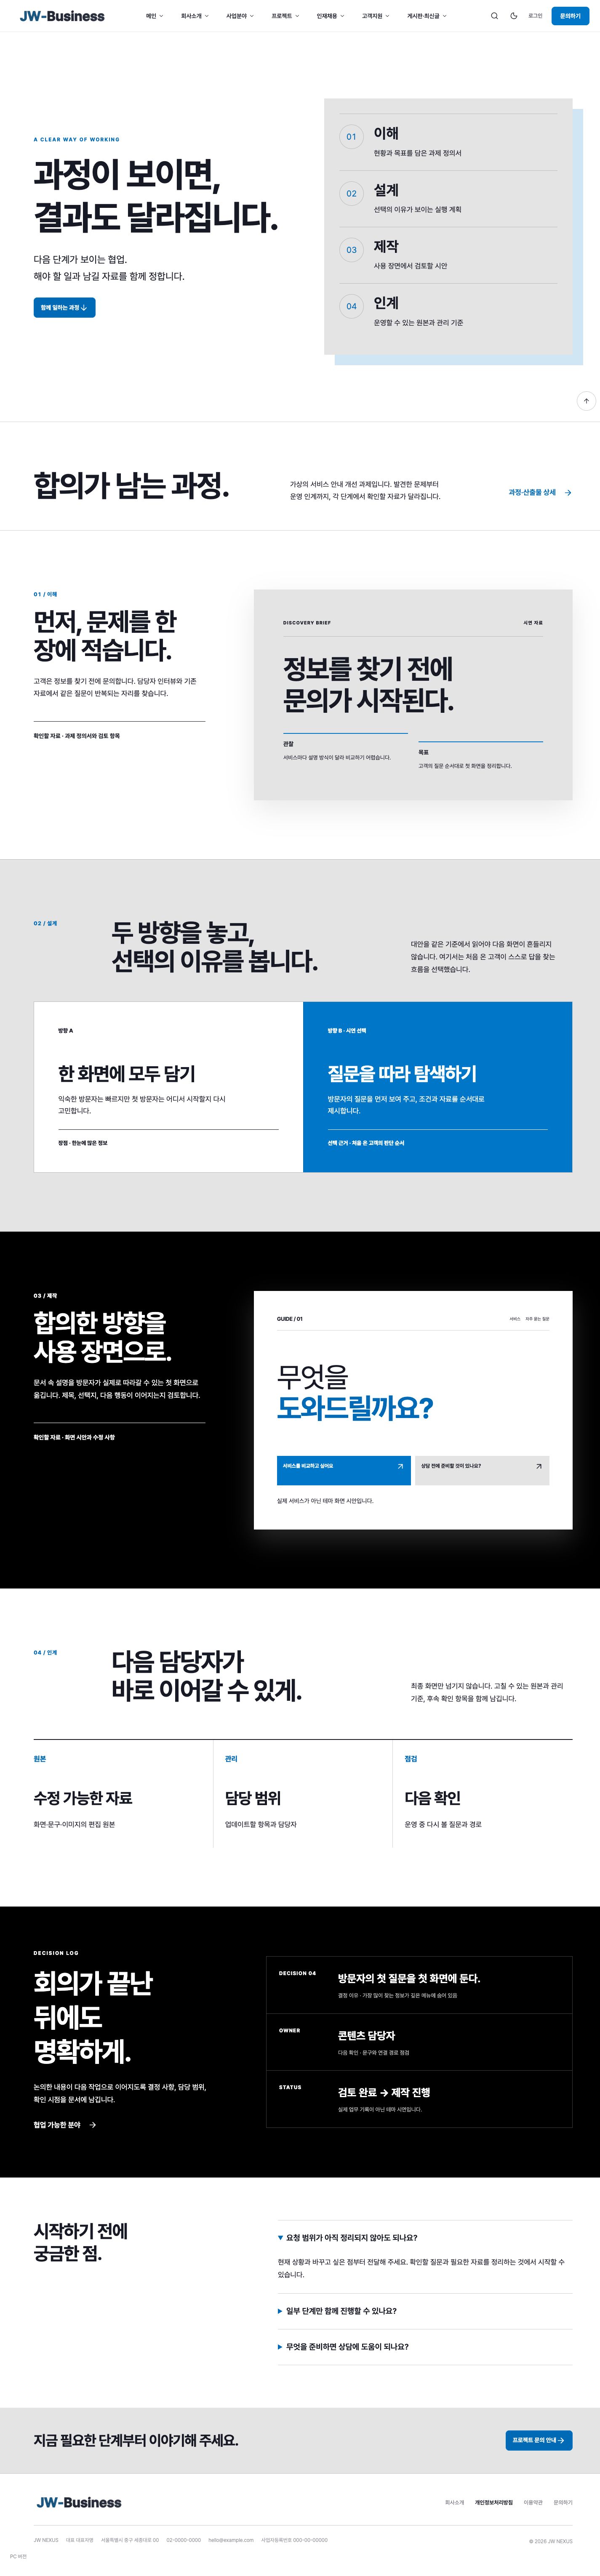 JW-Business
메인
회사소개
사업분야
프로젝트
인재채용
고객지원
게시판·최신글
로그인
문의하기
A CLEAR WAY OF WORKING
과정이 보이면,
결과도 달라집니다.
다음 단계가 보이는 협업.
해야 할 일과 남길 자료를 함께 정합니다.
함께 일하는 과정
01
이해
현황과 목표를 담은 과제 정의서
02
설계
선택의 이유가 보이는 실행 계획
03
제작
사용 장면에서 검토할 시안
04
인계
운영할 수 있는 원본과 관리 기준
합의가 남는 과정.
가상의 서비스 안내 개선 과제입니다. 발견한 문제부터
운영 인계까지, 각 단계에서 확인할 자료가 달라집니다.
과정·산출물 상세
01 / 이해
먼저, 문제를 한
장에 적습니다.
고객은 정보를 찾기 전에 문의합니다. 담당자 인터뷰와 기존
자료에서 같은 질문이 반복되는 자리를 찾습니다.
확인할 자료 · 과제 정의서와 검토 항목
DISCOVERY BRIEF
시연 자료
정보를 찾기 전에
문의가 시작된다.
관찰
서비스마다 설명 방식이 달라 비교하기 어렵습니다.
목표
고객의 질문 순서대로 첫 화면을 정리합니다.
02 / 설계
두 방향을 놓고,
선택의 이유를 봅니다.
대안을 같은 기준에서 읽어야 다음 화면이 흔들리지
않습니다. 여기서는 처음 온 고객이 스스로 답을 찾는
흐름을 선택했습니다.
방향 A
한 화면에 모두 담기
익숙한 방문자는 빠르지만 첫 방문자는 어디서 시작할지 다시
고민합니다.
장점 · 한눈에 많은 정보
방향 B · 시연 선택
질문을 따라 탐색하기
방문자의 질문을 먼저 보여 주고, 조건과 자료를 순서대로
제시합니다.
선택 근거 · 처음 온 고객의 판단 순서
03 / 제작
합의한 방향을
사용 장면으로.
문서 속 설명을 방문자가 실제로 따라갈 수 있는 첫 화면으로
옮깁니다. 제목, 선택지, 다음 행동이 이어지는지 검토합니다.
확인할 자료 · 화면 시안과 수정 사항
GUIDE / 01
서비스
자주 묻는 질문
무엇을
도와드릴까요?
서비스를 비교하고 싶어요
상담 전에 준비할 것이 있나요?
실제 서비스가 아닌 테마 화면 시안입니다.
04 / 인계
다음 담당자가
바로 이어갈 수 있게.
최종 화면만 넘기지 않습니다. 고칠 수 있는 원본과 관리
기준, 후속 확인 항목을 함께 남깁니다.
원본
수정 가능한 자료
화면·문구·이미지의 편집 원본
관리
담당 범위
업데이트할 항목과 담당자
점검
다음 확인
운영 중 다시 볼 질문과 경로
DECISION LOG
회의가 끝난
뒤에도
명확하게.
논의한 내용이 다음 작업으로 이어지도록 결정 사항, 담당 범위,
확인 시점을 문서에 남깁니다.
협업 가능한 분야
DECISION 04
방문자의 첫 질문을 첫 화면에 둔다.
결정 이유 · 가장 많이 찾는 정보가 깊은 메뉴에 숨어 있음
OWNER
콘텐츠 담당자
다음 확인 · 문구와 연결 경로 점검
STATUS
검토 완료 → 제작 진행
실제 업무 기록이 아닌 테마 시연입니다.
시작하기 전에
궁금한 점.
요청 범위가 아직 정리되지 않아도 되나요?
현재 상황과 바꾸고 싶은 점부터 전달해 주세요. 확인할 질문과 필요한 자료를 정리하는 것에서 시작할 수
있습니다.
일부 단계만 함께 진행할 수 있나요?
무엇을 준비하면 상담에 도움이 되나요?
지금 필요한 단계부터 이야기해 주세요.
프로젝트 문의 안내
JW-Business
회사소개
개인정보처리방침
이용약관
문의하기
JW NEXUS
대표 대표자명
서울특별시 중구 세종대로 00
02-0000-0000
hello@example.com
사업자등록번호 000-00-00000
© 2026 JW NEXUS
PC 버전